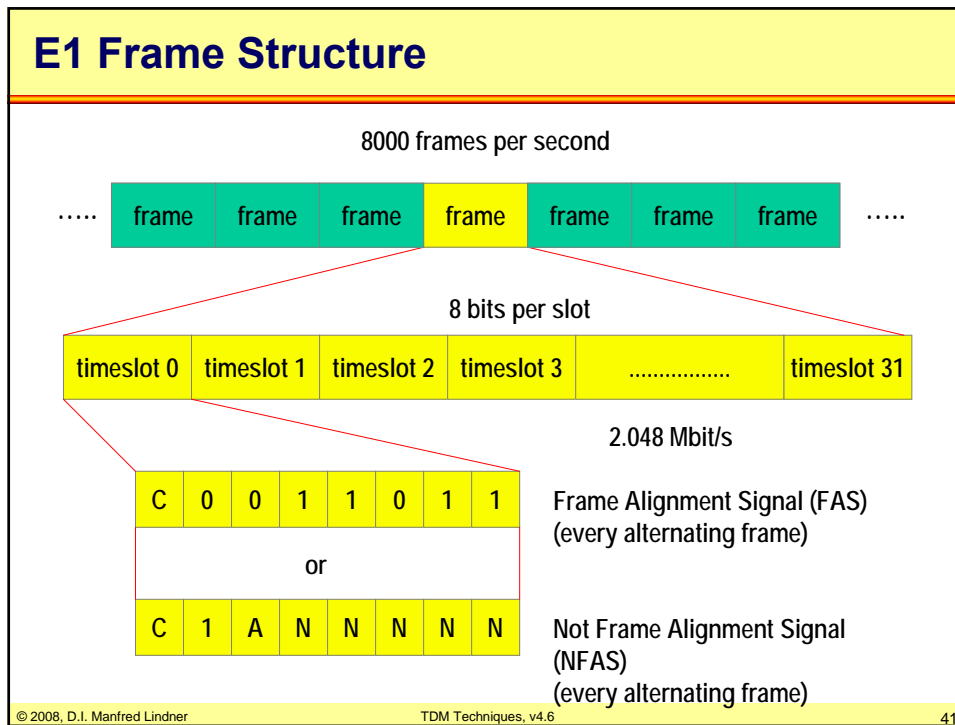 E1 Frame Structure
8000 frames per second
..... frame frame frame frame frame frame frame .....
8 bits per slot
timeslot 0 timeslot 1 timeslot 2 timeslot 3 ................. timeslot 31
2.048 Mbit/s
C 0 0 1 1 0 1 1 Frame Alignment Signal (FAS)
(every alternating frame)
or
C 1 A N N N N N Not Frame Alignment Signal
(NFAS)
(every alternating frame)
© 2008, D.I. Manfred Lindner TDM Techniques, v4.6 41